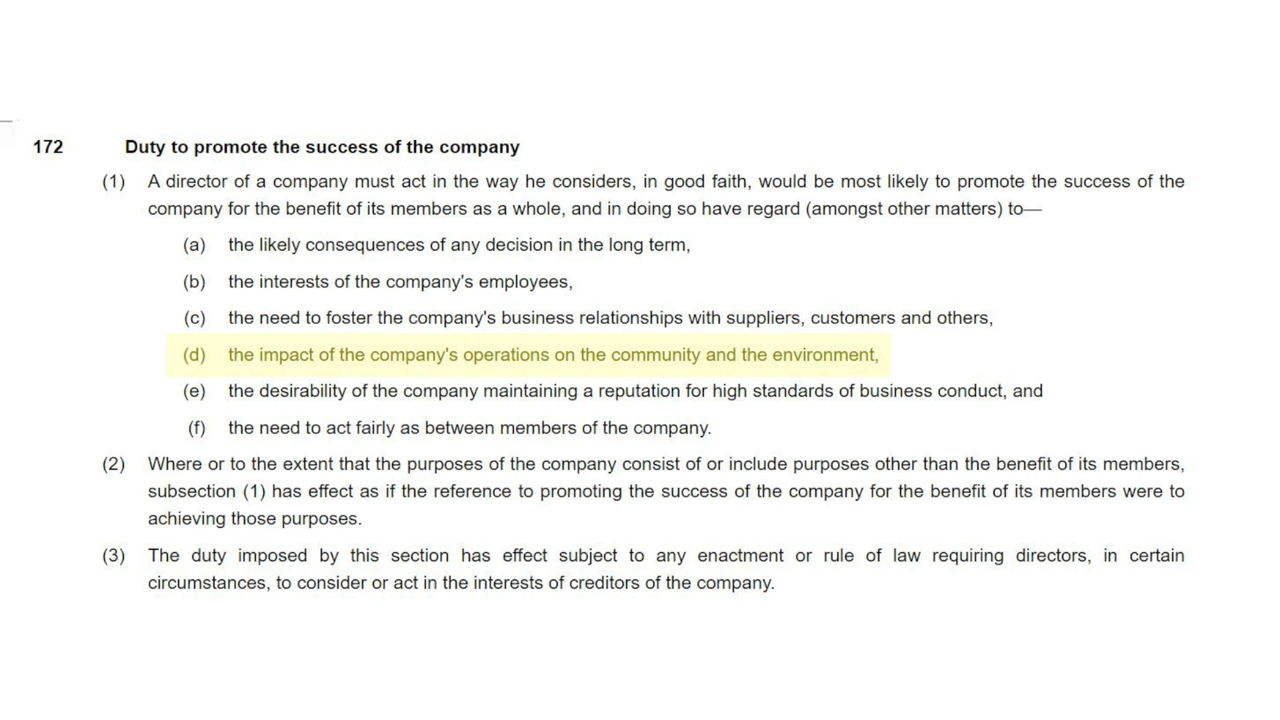 172 Duty to promote the success of the company
(1) A director of a company must act in the way he considers, in good faith, would be most likely to promote the success of the
company for the benefit of its members as a whole, and in doing so have regard (amongst other matters) to—
(a) the likely consequences of any decision in the long term,
(b) the interests of the company's employees,
(c) the need to foster the company's business relationships with suppliers, customers and others,
(d) the impact of the company's operations on the community and the environment,
(e) the desirability of the company maintaining a reputation for high standards of business conduct, and
(f) the need to act fairly as between members of the company.
(2) Where or to the extent that the purposes of the company consist of or include purposes other than the benefit of its members,
subsection (1) has effect as if the reference to promoting the success of the company for the benefit of its members were to
achieving those purposes.
(3) The duty imposed by this section has effect subject to any enactment or rule of law requiring directors, in certain
circumstances, to consider or act in the interests of creditors of the company.